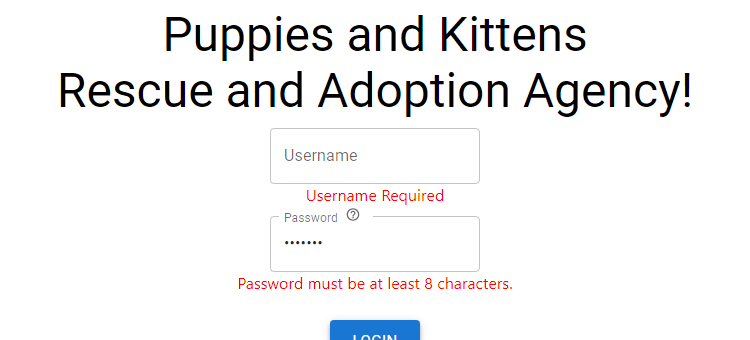 Puppies and Kittens
Rescue and Adoption Agency!
Username
Username Required
Password
•••••••
Password must be at least 8 characters.
LOGIN